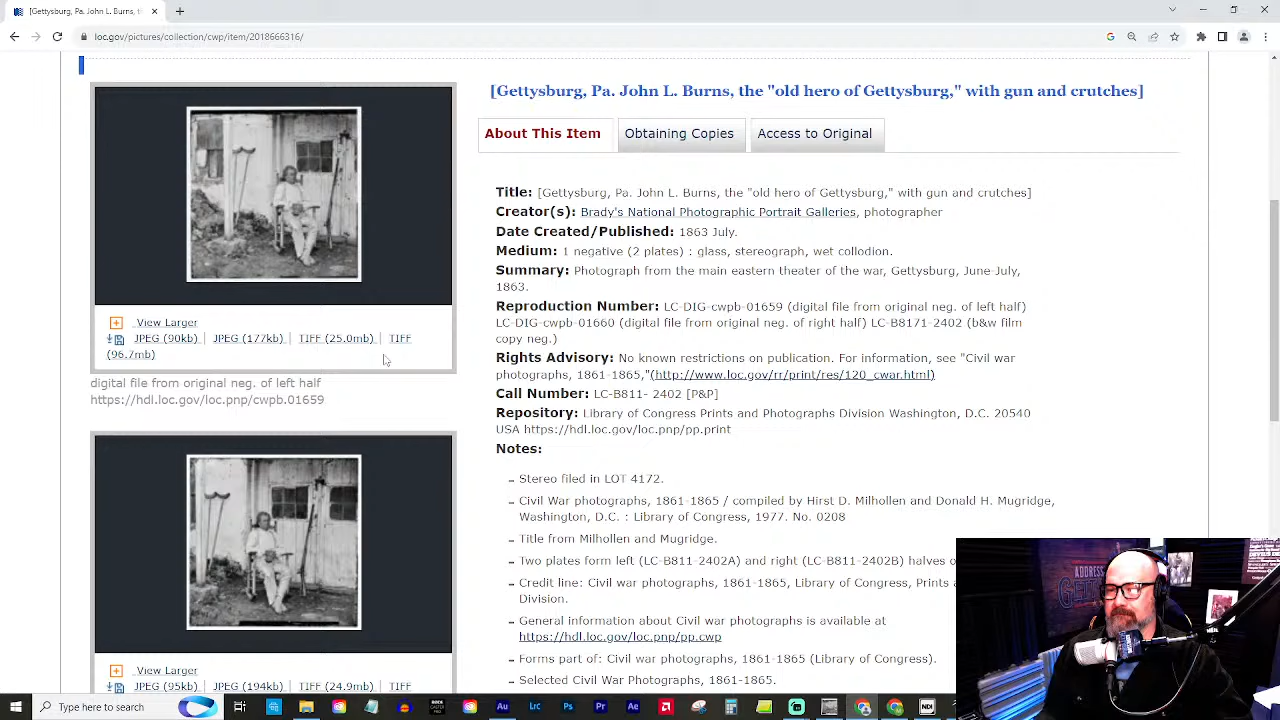 [Gettysburg, Pa. John L. Burns, th
loc.gov/pictures/collection/cwp/item/2018666316/
[Gettysburg, Pa. John L. Burns, the "old hero of Gettysburg," with gun and crutches]
About This Item
Obtaining Copies
Access to Original
Title: [Gettysburg, Pa. John L. Burns, the "old hero of Gettysburg," with gun and crutches]
Creator(s): Brady's National Photographic Portrait Galleries, photographer
Date Created/Published: 1863 July.
Medium: 1 negative (2 plates) : glass, stereograph, wet collodion.
Summary: Photograph from the main eastern theater of the war, Gettysburg, June-July,
1863.
Reproduction Number: LC-DIG-cwpb-01659 (digital file from original neg. of left half)
LC-DIG-cwpb-01660 (digital file from original neg. of right half) LC-B8171-2402 (b&w film
copy neg.)
Rights Advisory: No known restrictions on publication. For information, see "Civil war
photographs, 1861-1865,"(http://www.loc.gov/rr/print/res/120_cwar.html)
Call Number: LC-B811- 2402 [P&P]
Repository: Library of Congress Prints and Photographs Division Washington, D.C. 20540
USA https://hdl.loc.gov/loc.pnp/pp.print
Notes:
- Stereo filed in LOT 4172.
- Civil War photographs, 1861-1865 / compiled by Hirst D. Milhollen and Donald H. Mugridge,
Washington, D.C. : Library of Congress, 1977. No. 0208
- Title from Milhollen and Mugridge.
- Two plates form left (LC-B811-2402A) and right (LC-B811-2402B) halves o
- Credit line: Civil war photographs, 1861-1865, Library of Congress, Prints a
Division.
- General information about Civil war photographs is available at
https://hdl.loc.gov/loc.pnp/pp.cwp
- Forms part of: Civil war photographs, 1861-1865 (Library of Congress).
- Selected Civil War Photographs, 1861-1865.
View Larger
JPEG (90kb) | JPEG (177kb) | TIFF (25.0mb) | TIFF
(96.7mb)
digital file from original neg. of left half
https://hdl.loc.gov/loc.pnp/cwpb.01659
View Larger
JPEG (95kb) | JPEG (194kb) | TIFF (24.9mb) | TIFF
ADDRESS
Type here to search
Au
Lrc
Ps
Pr
Ae
NDI